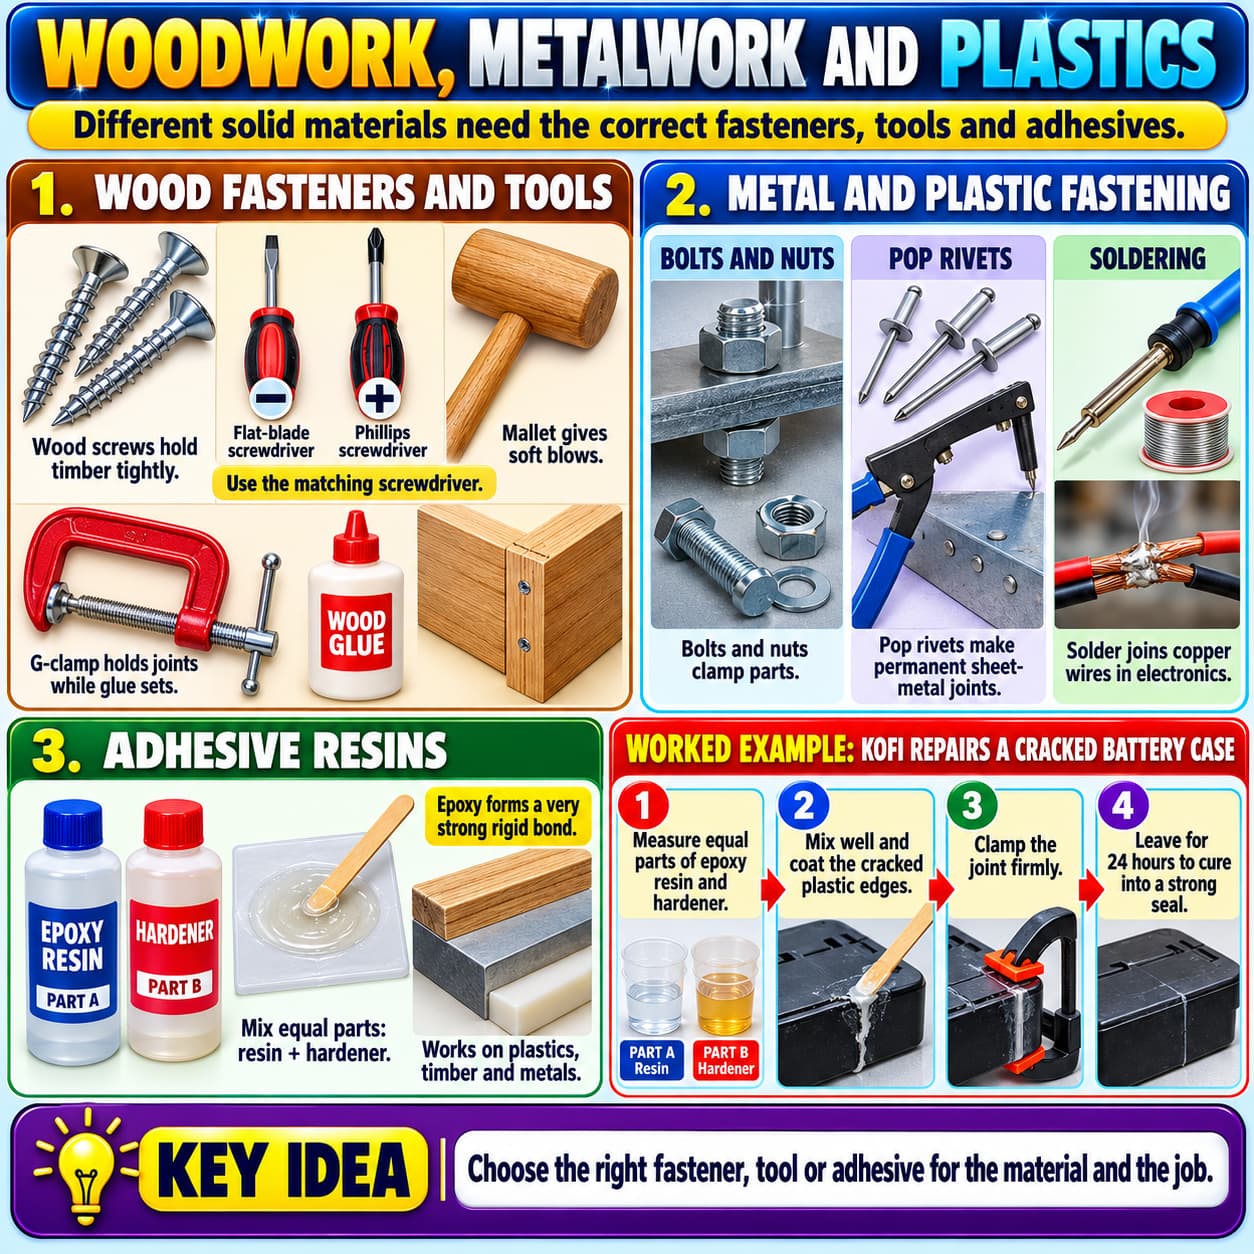 WOODWORK, METALWORK AND PLASTICS
Different solid materials need the correct fasteners, tools and adhesives.
1. WOOD FASTENERS AND TOOLS
Wood screws hold
timber tightly.
−
Flat-blade
screwdriver
+
Phillips
screwdriver
Use the matching screwdriver.
Mallet gives
soft blows.
G-clamp holds joints
while glue sets.
WOOD
GLUE
2. METAL AND PLASTIC FASTENING
BOLTS AND NUTS
Bolts and nuts
clamp parts.
POP RIVETS
Pop rivets make
permanent sheet-
metal joints.
SOLDERING
Solder joins copper
wires in electronics.
3. ADHESIVE RESINS
EPOXY
RESIN
PART A
HARDENER
PART B
Mix equal parts:
resin + hardener.
Epoxy forms a very
strong rigid bond.
Works on plastics,
timber and metals.
WORKED EXAMPLE: KOFI REPAIRS A CRACKED BATTERY CASE
1
Measure equal
parts of epoxy
resin and
hardener.
PART A
Resin
PART B
Hardener
2
Mix well and
coat the cracked
plastic edges.
3
Clamp the
joint firmly.
4
Leave for
24 hours to cure
into a strong
seal.
KEY IDEA
Choose the right fastener, tool or adhesive for the material and the job.